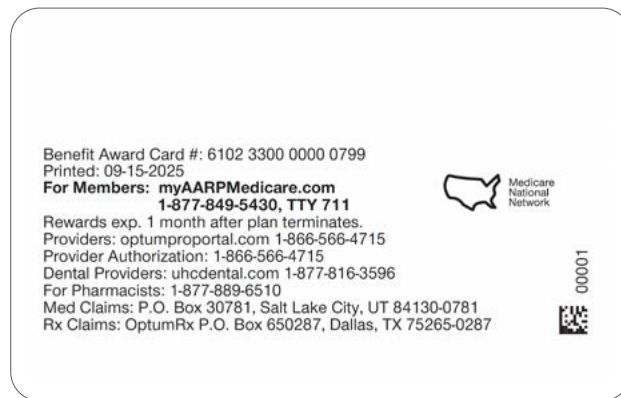 Benefit Award Card #: 6102 3300 0000 0799
Printed: 09-15-2025
For Members: myAARPMedicare.com
1-877-849-5430, TTY 711
Rewards exp. 1 month after plan terminates.
Providers: optumproportal.com 1-866-566-4715
Provider Authorization: 1-866-566-4715
Dental Providers: uhcdental.com 1-877-816-3596
For Pharmacists: 1-877-889-6510
Med Claims: P.O. Box 30781, Salt Lake City, UT 84130-0781
Rx Claims: OptumRx P.O. Box 650287, Dallas, TX 75265-0287
Medicare
National
Network
00001